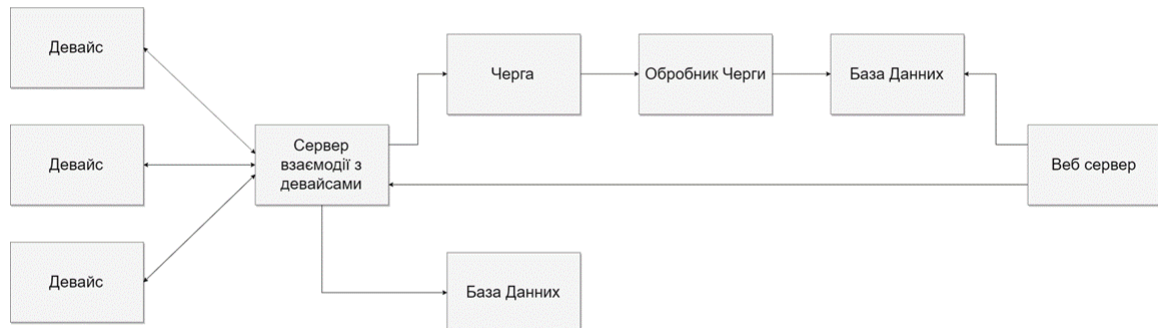 Девайс
Черга
Обробник Черги
База Данних
Девайс
Сервер
взаємодії з
девайсами
Веб сервер
Девайс
База Данних